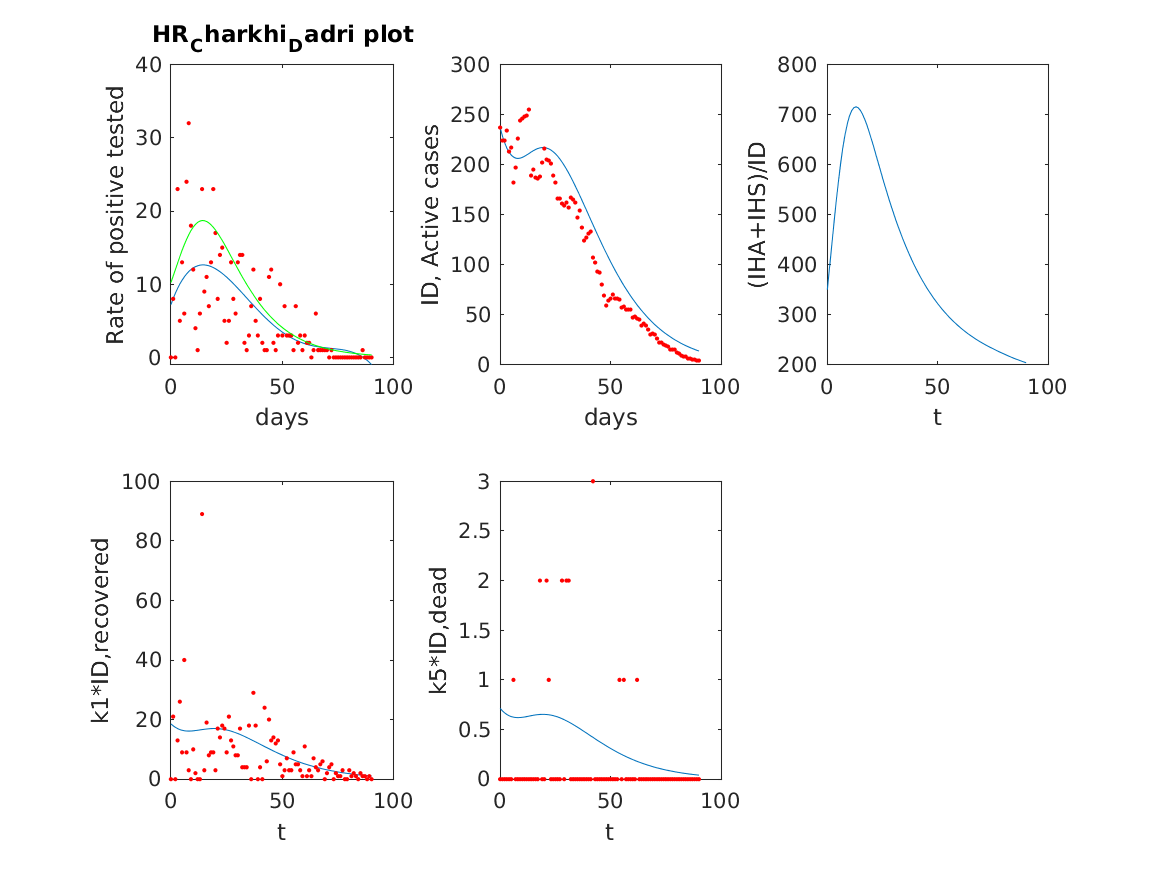 HR_Charkhi_Dadri plot
40
30
20
10
0
0 50 100
Rate of positive tested
days
300
250
200
150
100
50
0
0 50 100
ID, Active cases
days
800
700
600
500
400
300
200
0 50 100
(IHA+IHS)/ID
t
100
80
60
40
20
0
0 50 100
k1*ID,recovered
t
3
2.5
2
1.5
1
0.5
0
0 50 100
k5*ID,dead
t